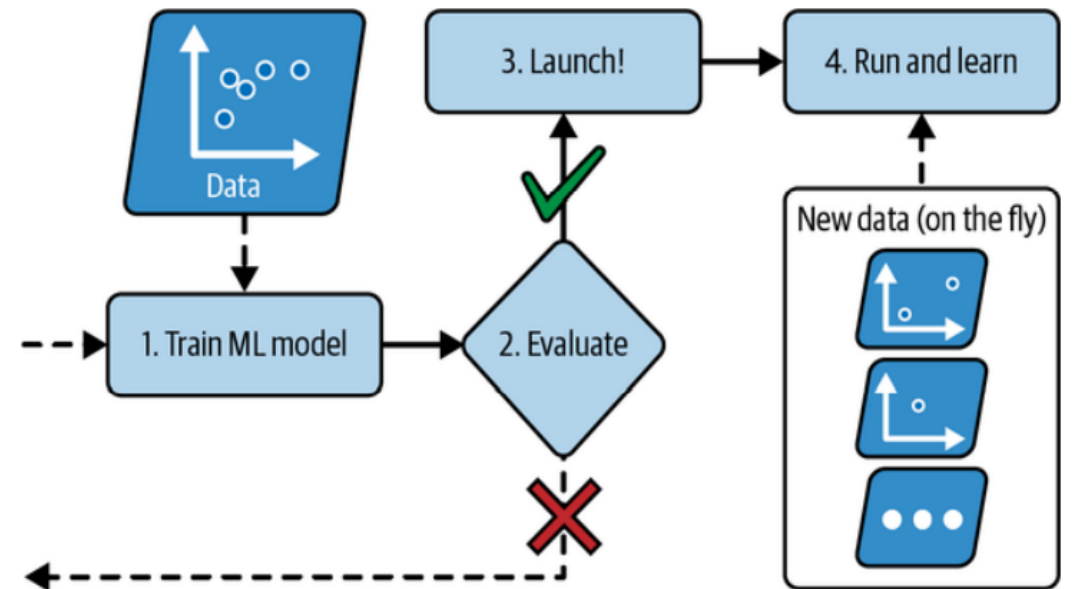 Data
1. Train ML model
2. Evaluate
3. Launch!
4. Run and learn
New data (on the fly)